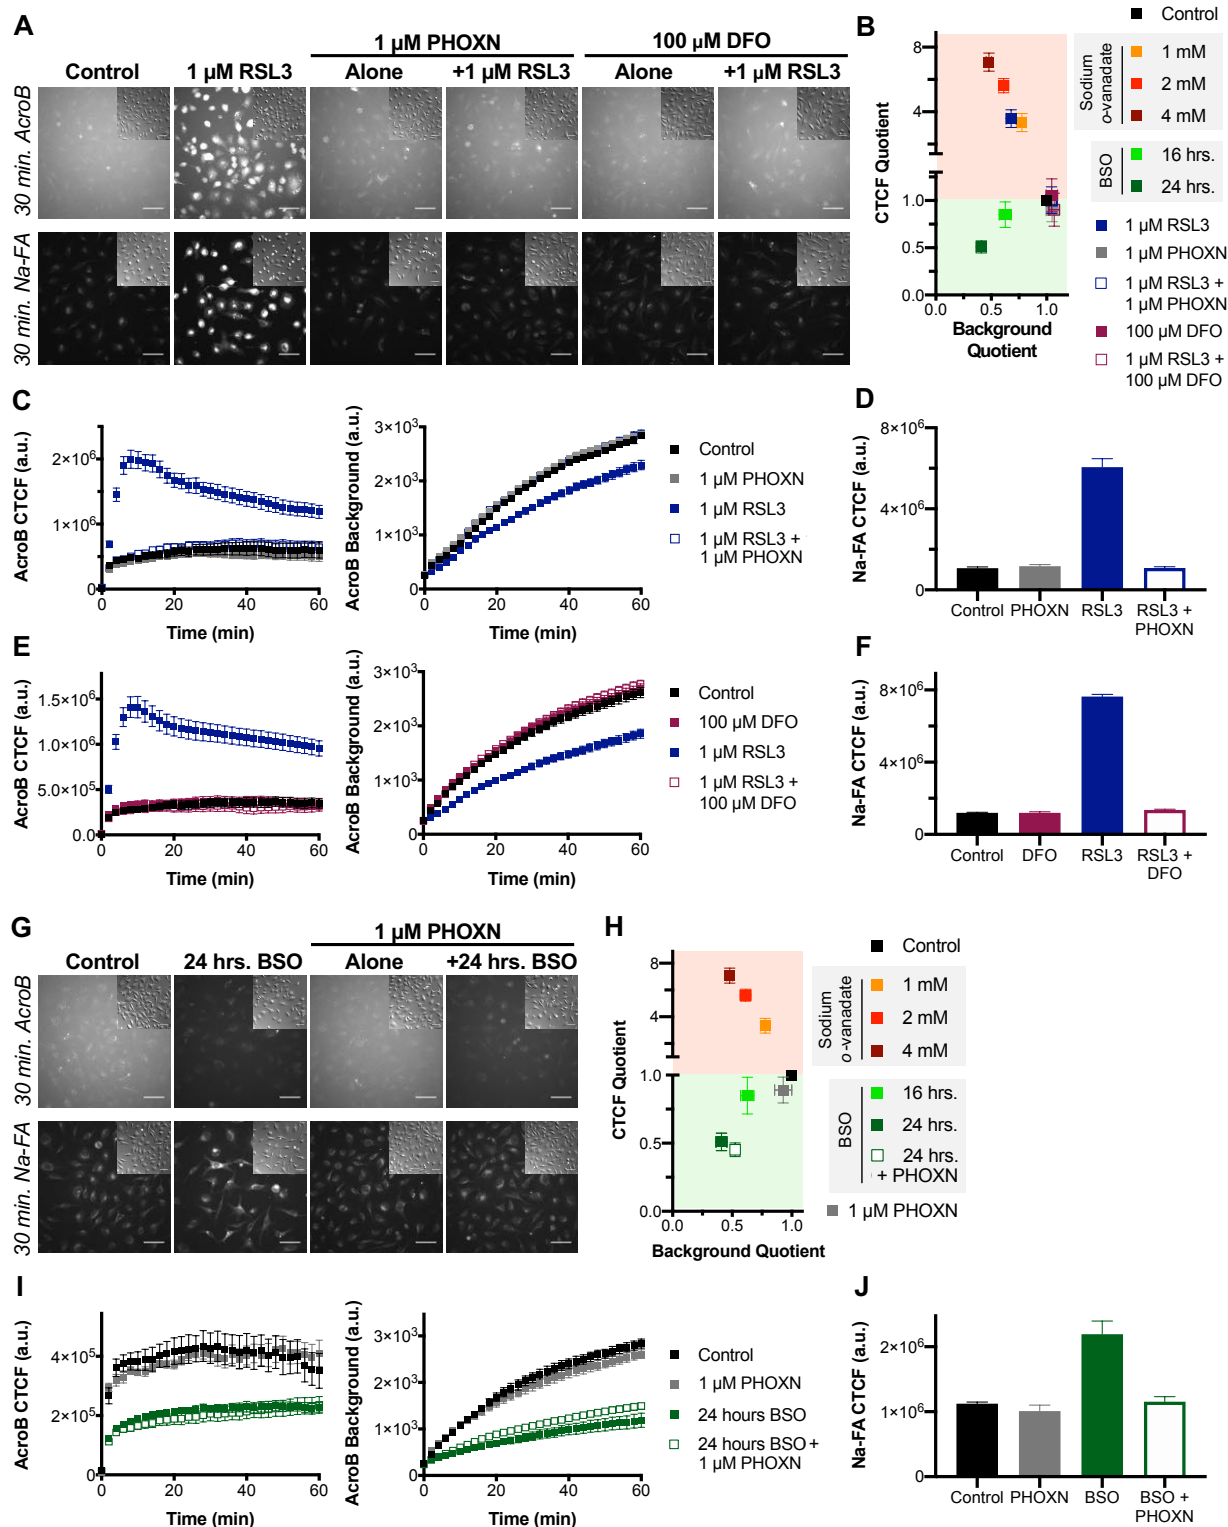 A
1 µM PHOXN
100 µM DFO
Control
1 µM RSL3
Alone
+1 µM RSL3
Alone
+1 µM RSL3
30 min. AcroB
30 min. Na-FA
B
CTCF Quotient
8
4
1.0
0.5
0.0
0.0
0.5
1.0
Background
Quotient
Control
Sodium
o-vanadate
1 mM
2 mM
4 mM
BSO
16 hrs.
24 hrs.
1 µM RSL3
1 µM PHOXN
1 µM RSL3 +
1 µM PHOXN
100 µM DFO
1 µM RSL3 +
100 µM DFO
C
AcroB CTCF (a.u.)
2×10⁶
1×10⁶
0
0
20
40
60
Time (min)
AcroB Background (a.u.)
3×10³
2×10³
1×10³
0
0
20
40
60
Time (min)
Control
1 µM PHOXN
1 µM RSL3
1 µM RSL3 +
1 µM PHOXN
D
Na-FA CTCF (a.u.)
8×10⁶
4×10⁶
0
Control
PHOXN
RSL3
RSL3 +
PHOXN
E
AcroB CTCF (a.u.)
1.5×10⁶
1.0×10⁶
5.0×10⁵
0.0
0
20
40
60
Time (min)
AcroB Background (a.u.)
3×10³
2×10³
1×10³
0
0
20
40
60
Time (min)
Control
100 µM DFO
1 µM RSL3
1 µM RSL3 +
100 µM DFO
F
Na-FA CTCF (a.u.)
8×10⁶
4×10⁶
0
Control
DFO
RSL3
RSL3 +
DFO
G
1 µM PHOXN
Control
24 hrs. BSO
Alone
+24 hrs. BSO
30 min. AcroB
30 min. Na-FA
H
CTCF Quotient
8
4
1.0
0.5
0.0
0.0
0.5
1.0
Background Quotient
Control
Sodium
o-vanadate
1 mM
2 mM
4 mM
BSO
16 hrs.
24 hrs.
24 hrs.
+ PHOXN
1 µM PHOXN
I
AcroB CTCF (a.u.)
4×10⁵
2×10⁵
0
0
20
40
60
Time (min)
AcroB Background (a.u.)
3×10³
2×10³
1×10³
0
0
20
40
60
Time (min)
Control
1 µM PHOXN
24 hours BSO
24 hours BSO +
1 µM PHOXN
J
Na-FA CTCF (a.u.)
2×10⁶
1×10⁶
0
Control
PHOXN
BSO
BSO +
PHOXN